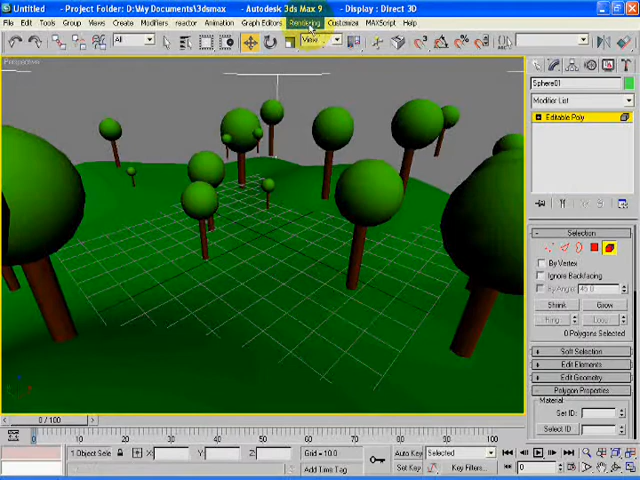 Untitled - Project Folder: D:\My Documents\3dsmax - Autodesk 3ds Max 9 - Display : Direct 3D
File Edit Tools Group Views Create Modifiers reactor Animation Graph Editors Rendering Customize MAXScript Help
All View
Perspective
Sphere01
Modifier List
Editable Poly
Selection
By Vertex
Ignore Backfacing
By Angle: 45.0
Shrink Grow
Ring Loop
0 Polygons Selected
Soft Selection
Edit Elements
Edit Geometry
Polygon Properties
Material
Set ID:
Select ID
0 / 100
0 10 20 30 40 50 60 70 80 90 100
1 Object Sele X: Y: Z: Grid = 10.0 Auto Key Selected
Add Time Tag Set Key Key Filters... 0